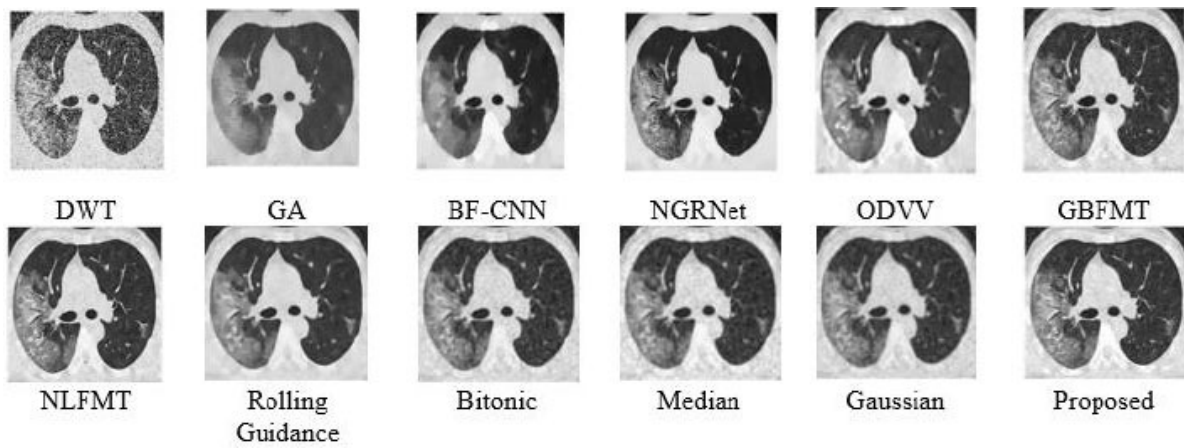 DWT GA BF-CNN NGRNet ODVV GBFMT
NLFMT Rolling Guidance Bitonic Median Gaussian Proposed